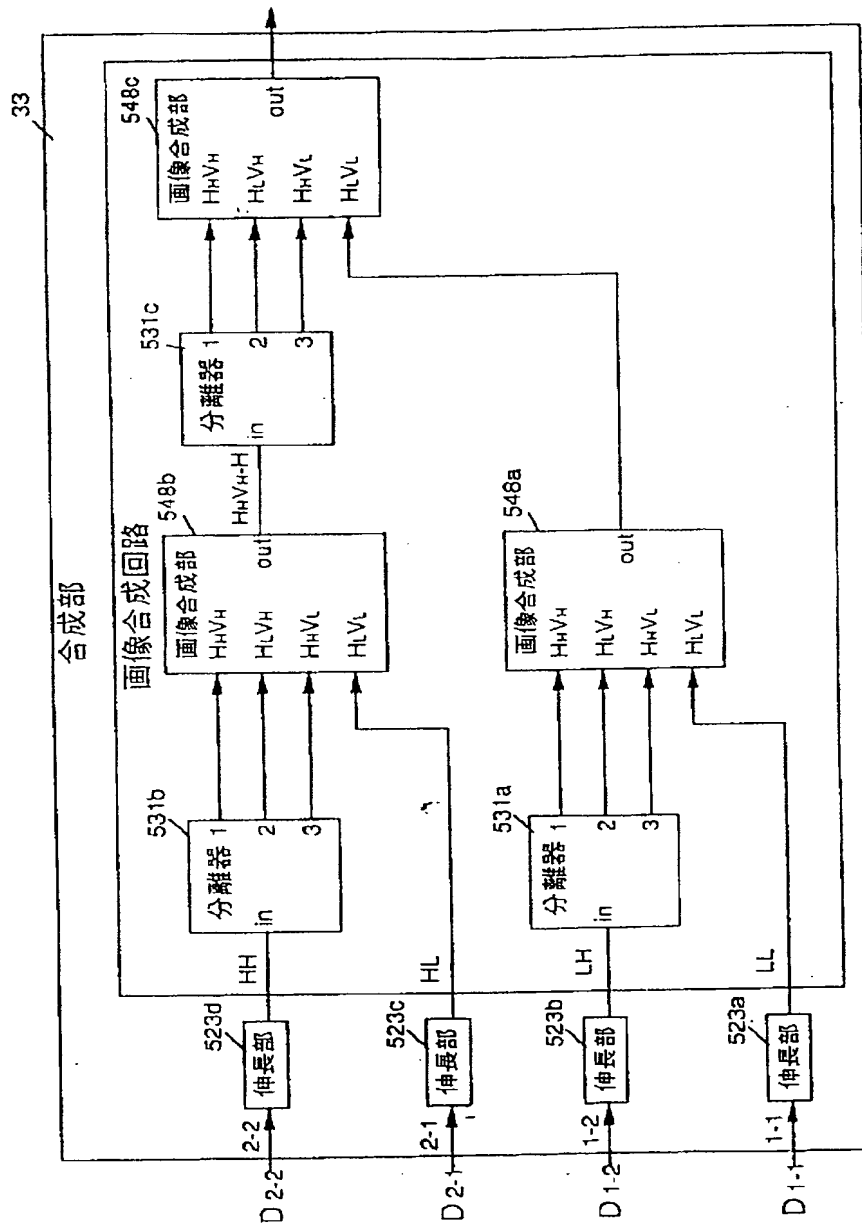 33
合成部
画像合成回路
548c
画像合成部
HHVH
HLVH
HHVL
HLVL
out
531c
分離器
in
1
2
3
HHVH-H
548b
画像合成部
HHVH
HLVH
HHVL
HLVL
out
548a
画像合成部
HHVH
HLVH
HHVL
HLVL
out
531b
分離器
in
1
2
3
531a
分離器
in
1
2
3
HH
HL
LH
LL
523d
伸長部
523c
伸長部
523b
伸長部
523a
伸長部
2-2
2-1
1-2
1-1
D2-2
D2-1
D1-2
D1-1